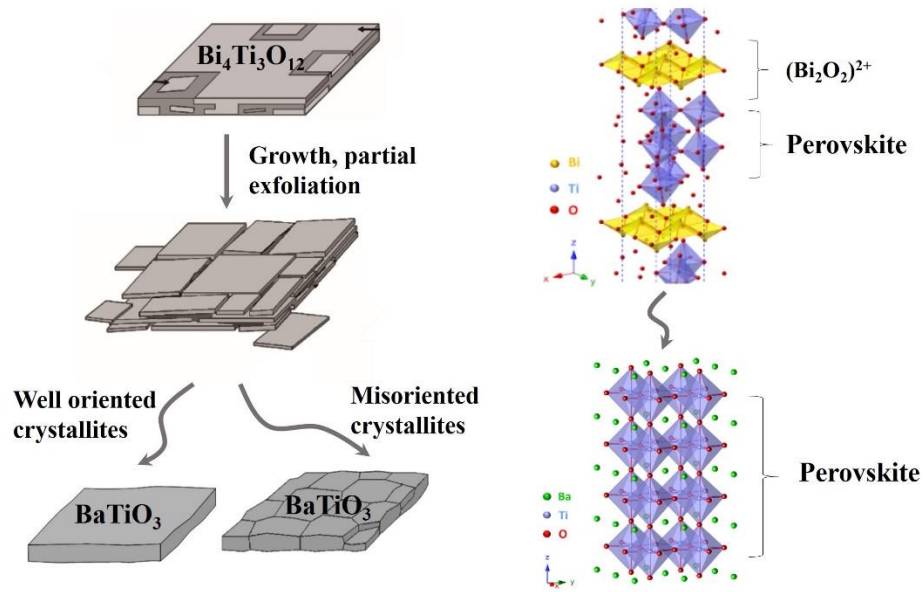 Bi₄Ti₃O₁₂
Growth, partial
exfoliation
Well oriented
crystallites
Misoriented
crystallites
BaTiO₃
BaTiO₃
(Bi₂O₂)²⁺
Perovskite
Bi
Ti
O
z
x
y
Perovskite
Ba
Ti
O
z
x
y